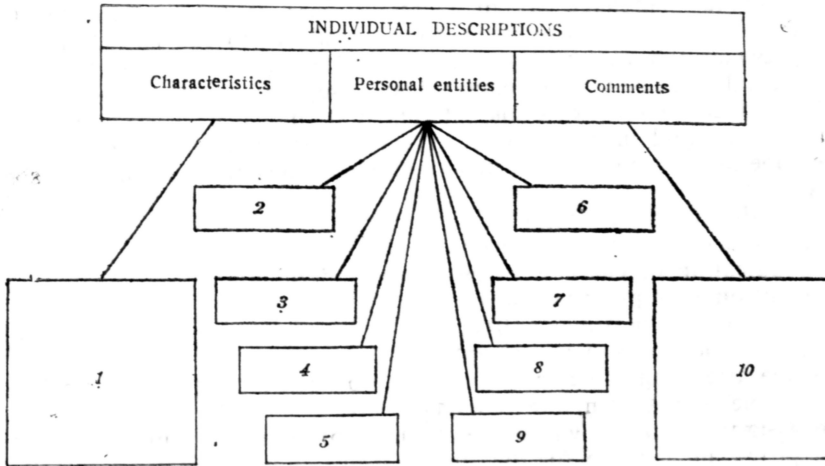 INDIVIDUAL DESCRIPTIONS
Characteristics
Personal entities
Comments
2
6
3
7
1
4
8
10
5
9